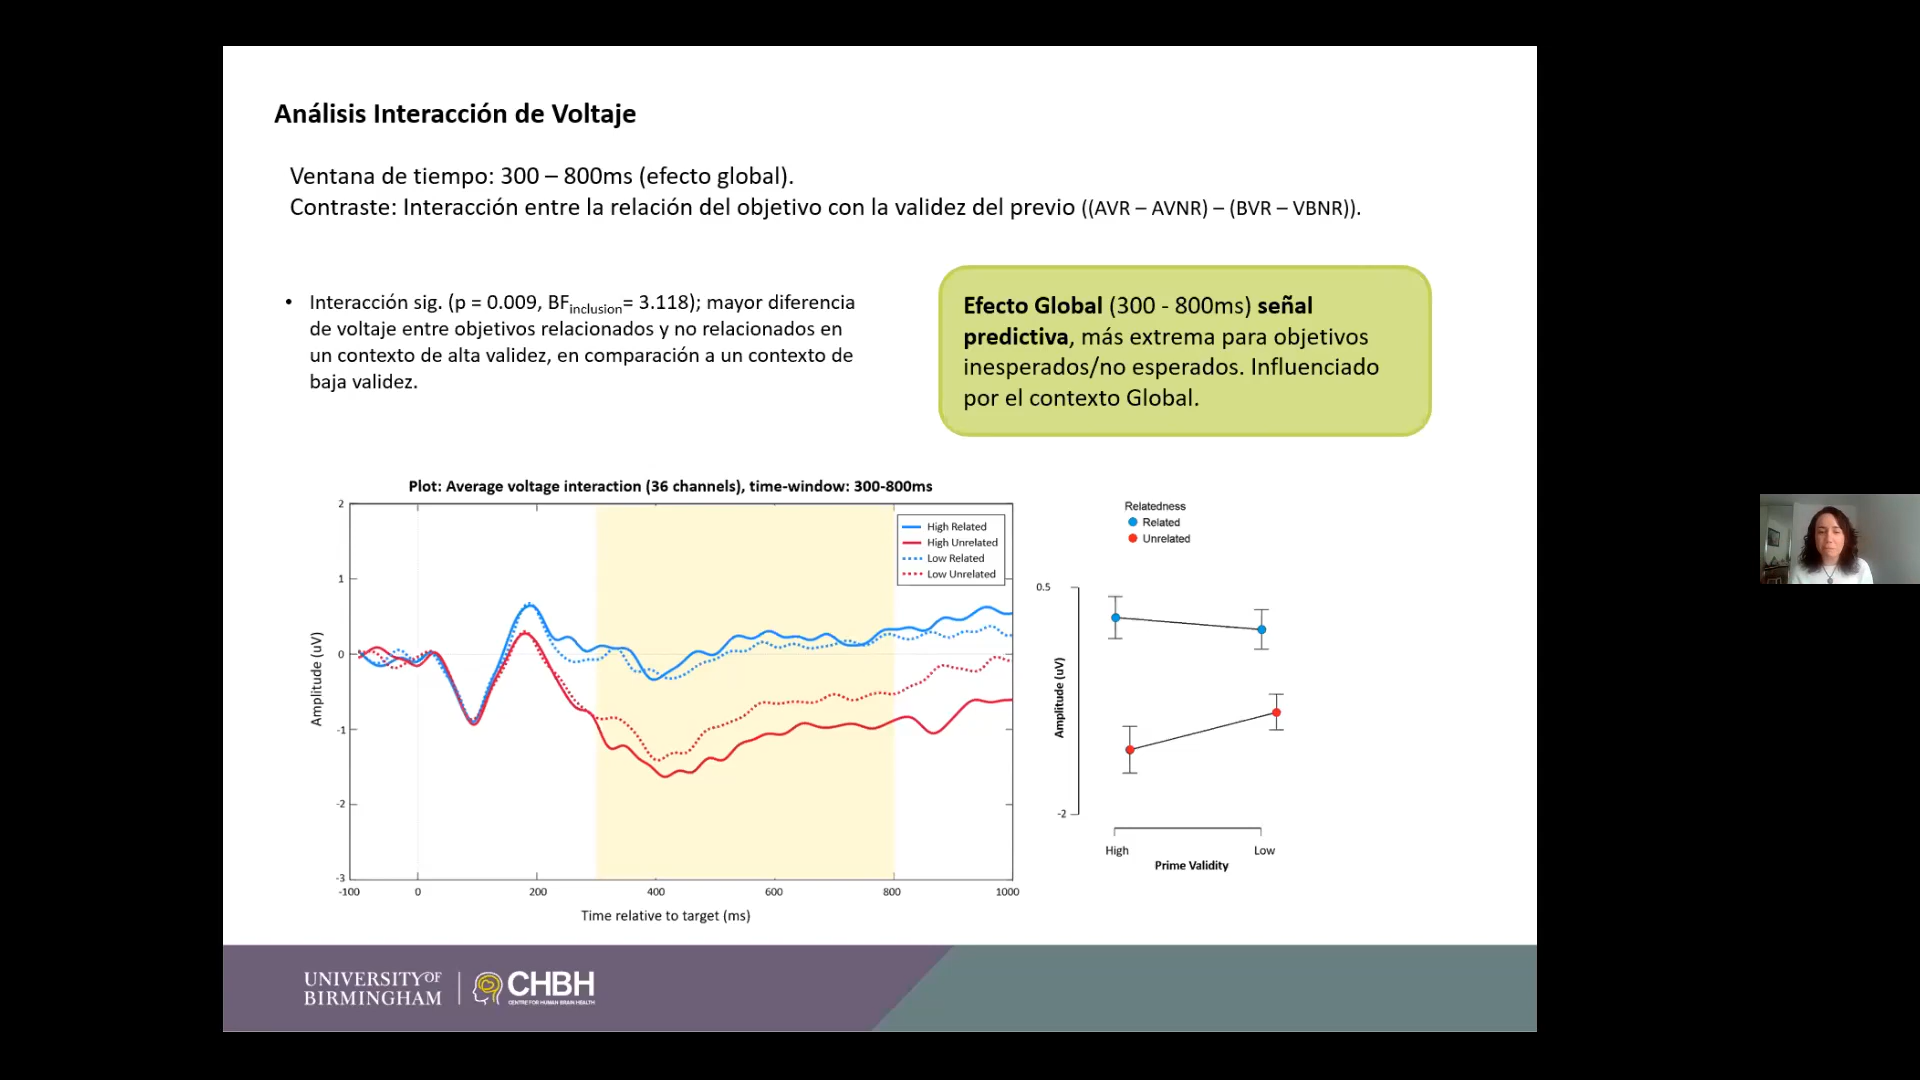 Análisis Interacción de Voltaje
Ventana de tiempo: 300 – 800ms (efecto global).
Contraste: Interacción entre la relación del objetivo con la validez del previo ((AVR – AVNR) – (BVR – VBNR)).
• Interacción sig. (p = 0.009, BFinclusion= 3.118); mayor diferencia
de voltaje entre objetivos relacionados y no relacionados en
un contexto de alta validez, en comparación a un contexto de
baja validez.
Efecto Global (300 - 800ms) señal
predictiva, más extrema para objetivos
inesperados/no esperados. Influenciado
por el contexto Global.
Plot: Average voltage interaction (36 channels), time-window: 300-800ms
2
1
0
-1
-2
-3
Amplitude (uV)
High Related
High Unrelated
Low Related
Low Unrelated
-100 0 200 400 600 800 1000
Time relative to target (ms)
Relatedness
Related
Unrelated
0.5
-2
Amplitude (uV)
High Low
Prime Validity
UNIVERSITY OF
BIRMINGHAM
CHBH
CENTRE FOR HUMAN BRAIN HEALTH